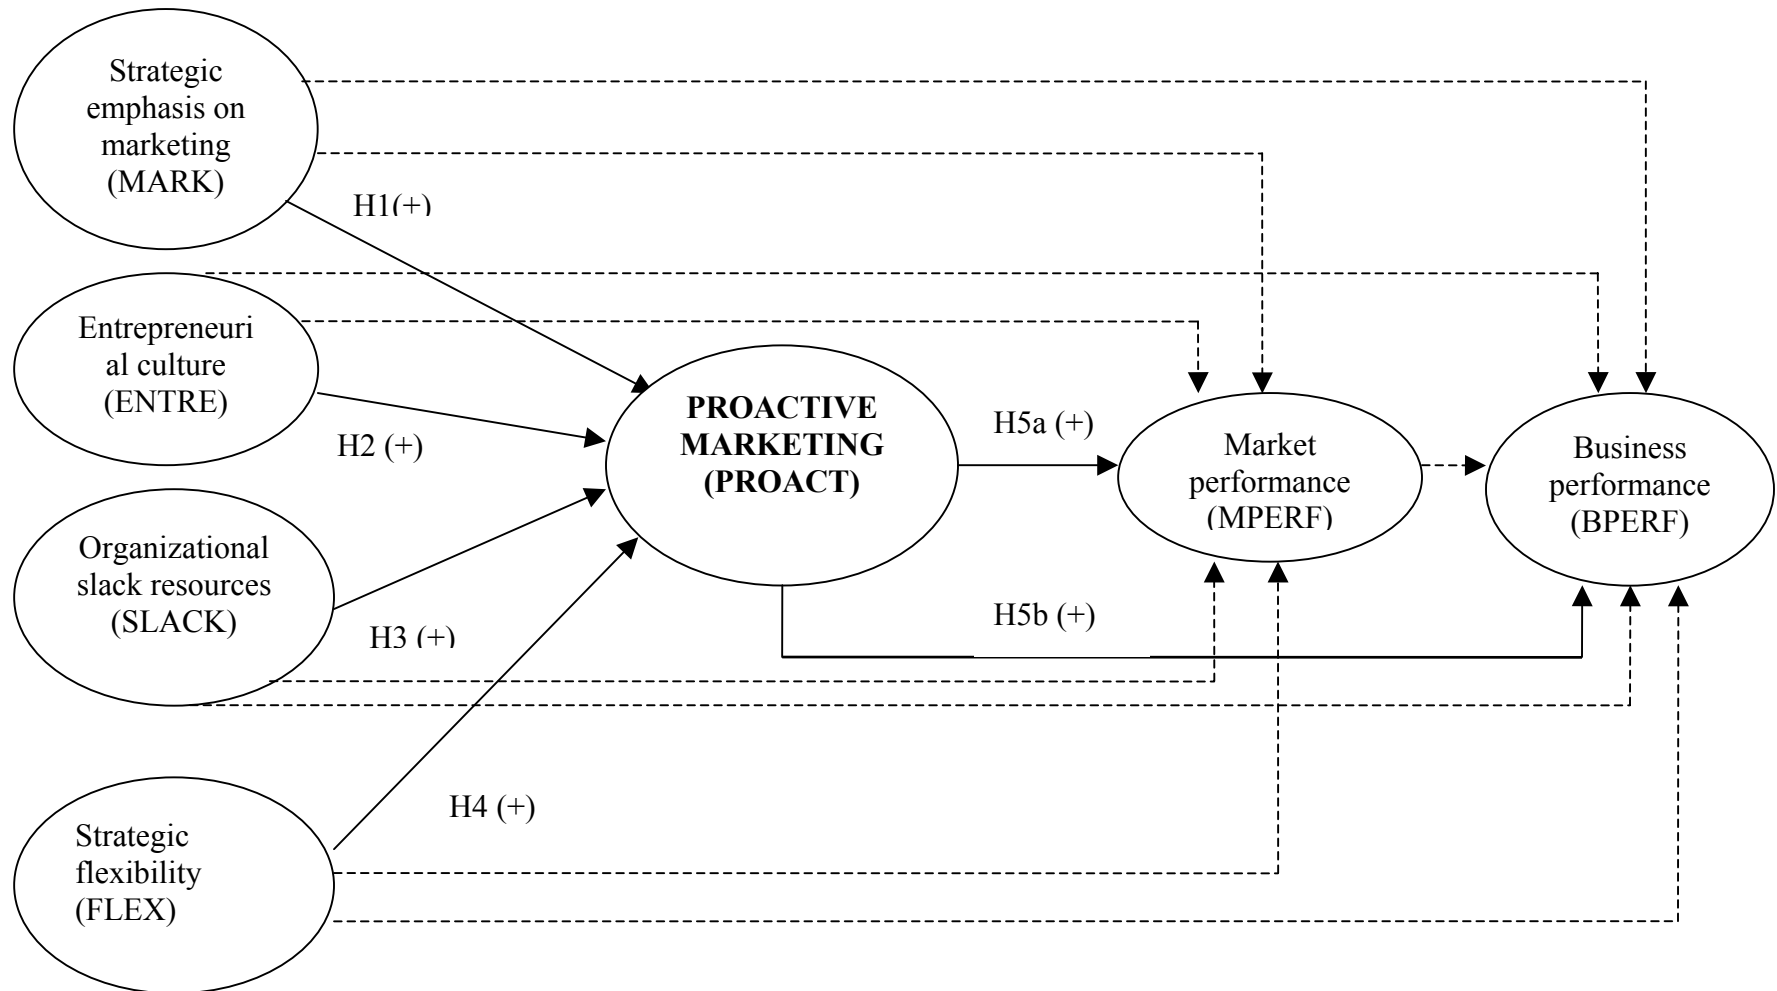 Strategic
emphasis on
marketing
(MARK)
H1(+)
Entrepreneuri
al culture
(ENTRE)
H2 (+)
PROACTIVE
MARKETING
(PROACT)
H5a (+)
Market
performance
(MPERF)
Business
performance
(BPERF)
Organizational
slack resources
(SLACK)
H3 (+)
H5b (+)
H4 (+)
Strategic
flexibility
(FLEX)